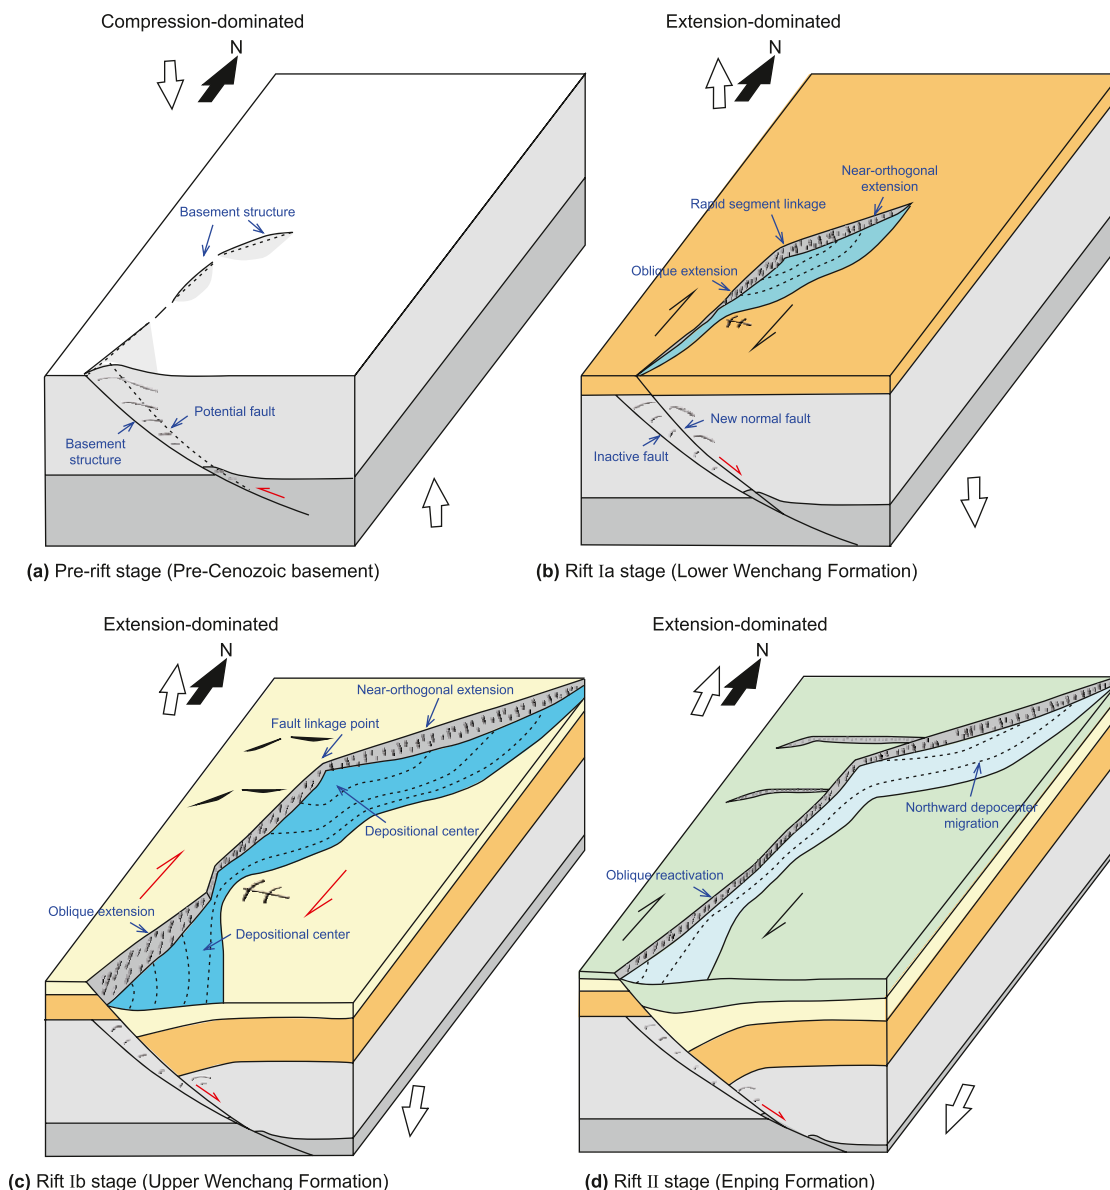 Compression-dominated
N
Basement structure
Potential fault
Basement
structure
(a) Pre-rift stage (Pre-Cenozoic basement)
Extension-dominated
N
Near-orthogonal
extension
Rapid segment linkage
Oblique extension
New normal fault
Inactive fault
(b) Rift Ia stage (Lower Wenchang Formation)
Extension-dominated
N
Near-orthogonal extension
Fault linkage point
Depositional center
Oblique extension
Depositional center
(c) Rift Ib stage (Upper Wenchang Formation)
Extension-dominated
N
Northward depocenter
migration
Oblique reactivation
(d) Rift II stage (Enping Formation)